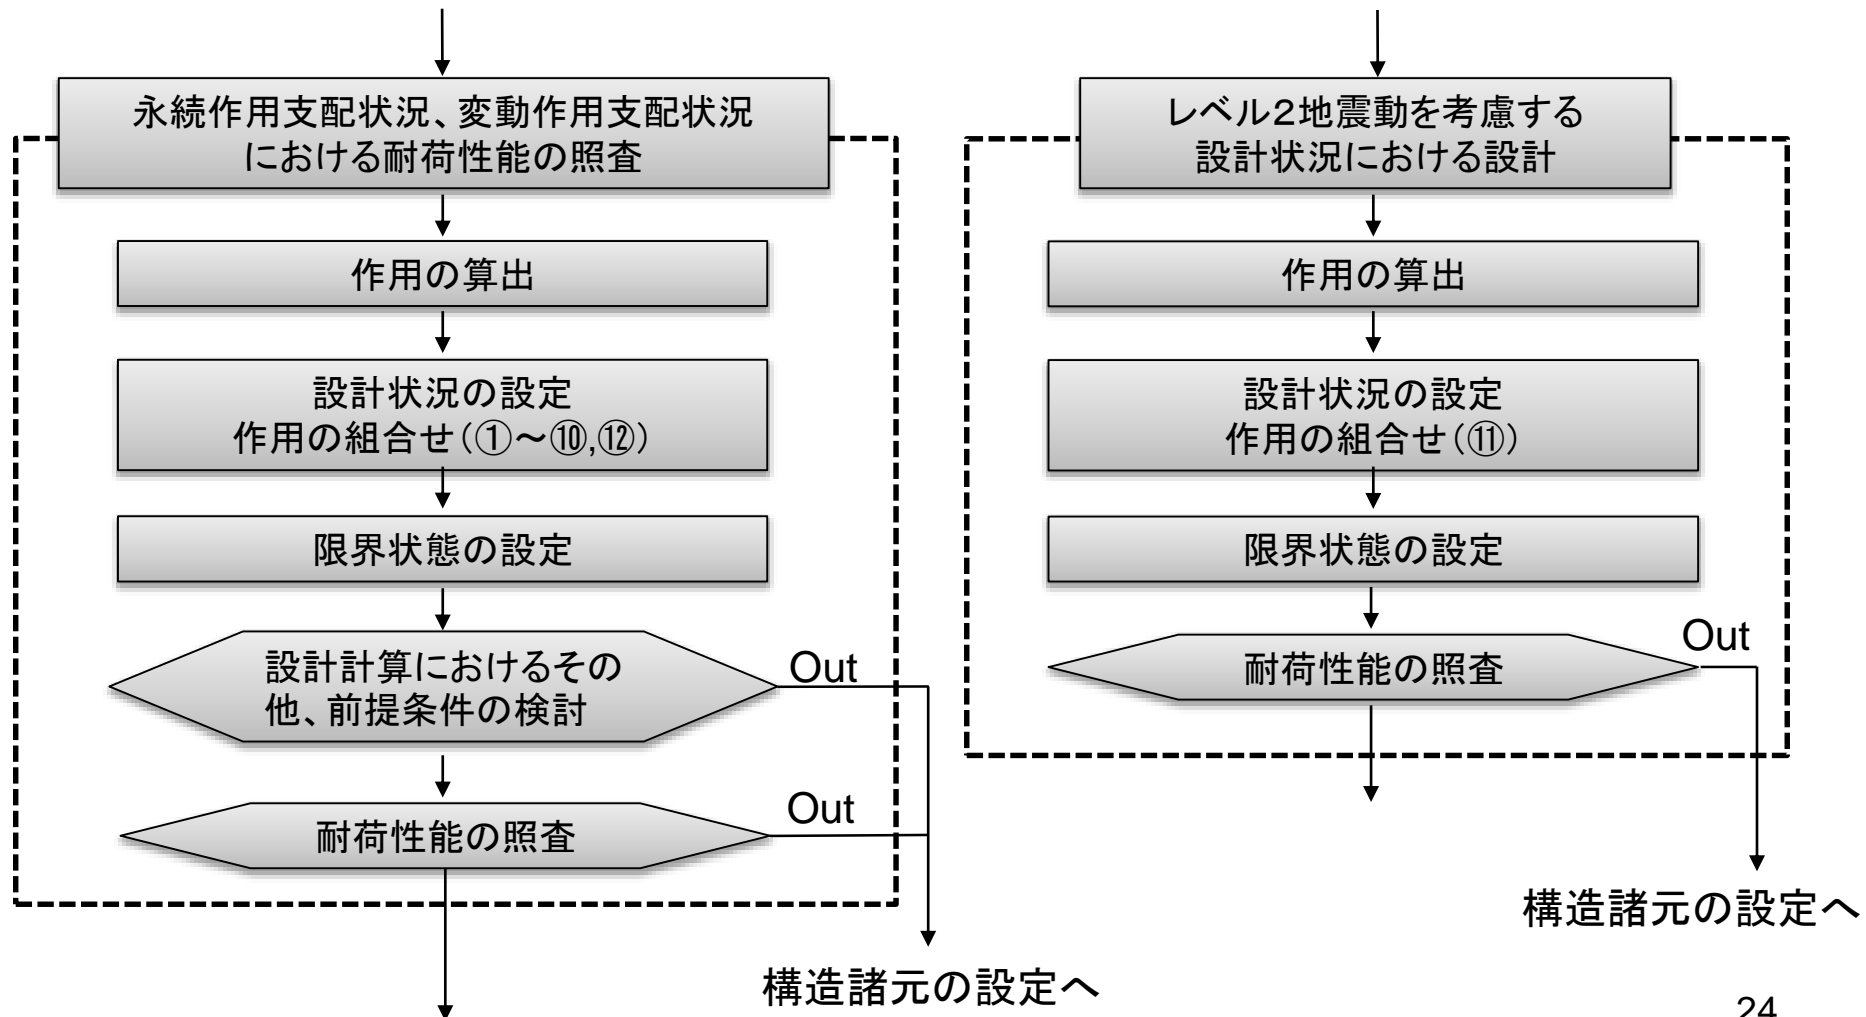 永続作用支配状況、変動作用支配状況
における耐荷性能の照査
作用の算出
設計状況の設定
作用の組合せ(①～⑩,⑫)
限界状態の設定
設計計算におけるその
他、前提条件の検討
Out
耐荷性能の照査
Out
構造諸元の設定へ
レベル２地震動を考慮する
設計状況における設計
作用の算出
設計状況の設定
作用の組合せ(⑪)
限界状態の設定
耐荷性能の照査
Out
構造諸元の設定へ
24